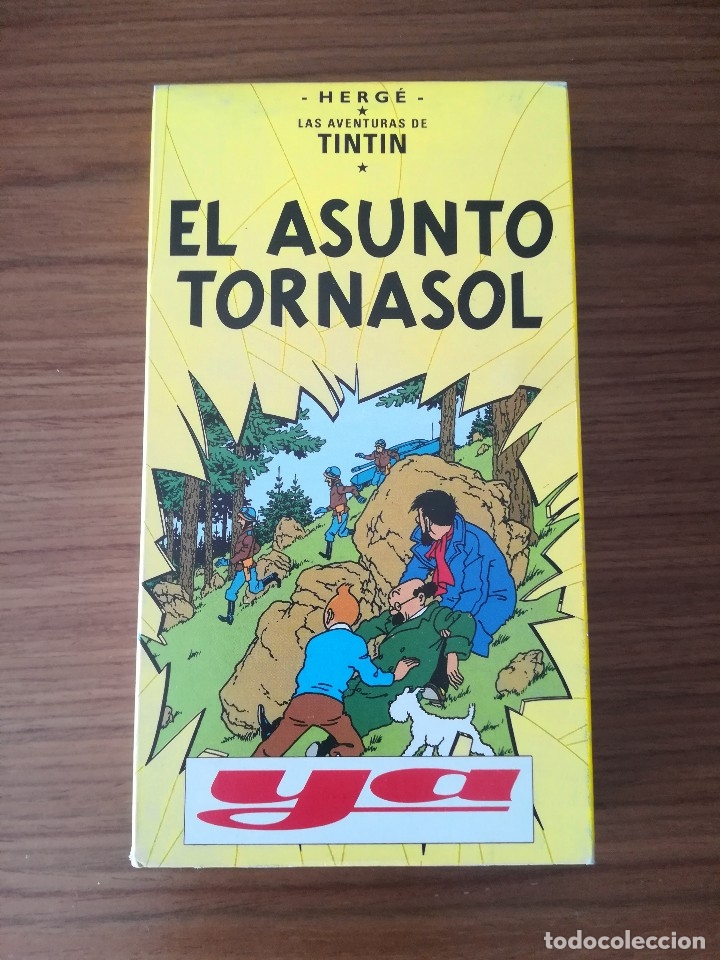 - HERGÉ -
LAS AVENTURAS DE
TINTIN
EL ASUNTO
TORNASOL
ya
todocoleccion